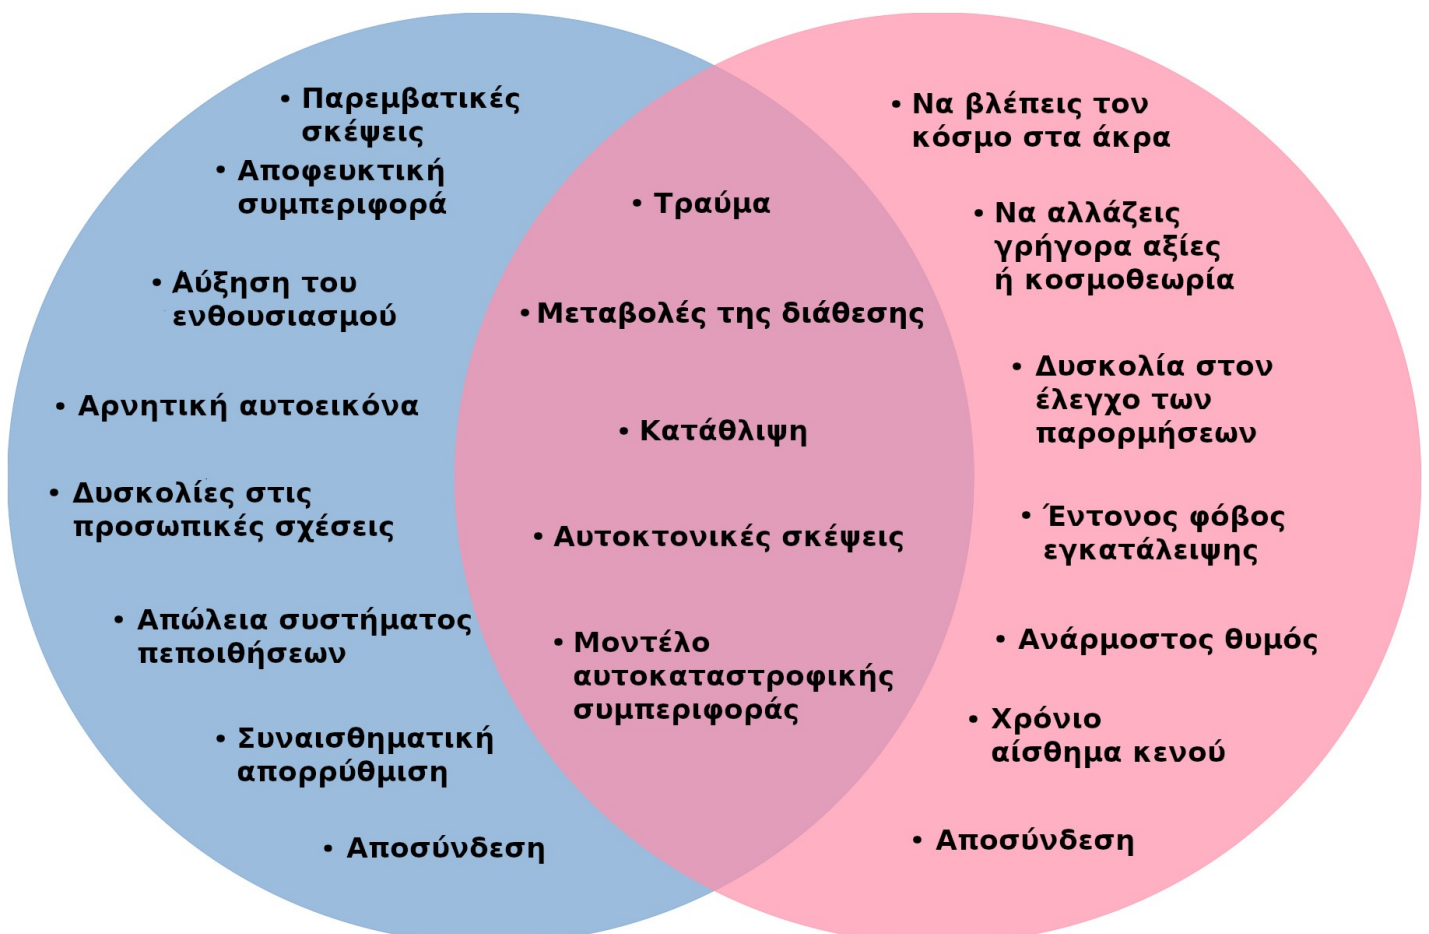 • Παρεμβατικές
σκέψεις
• Αποφευκτική
συμπεριφορά
• Αύξηση του
ενθουσιασμού
• Αρνητική αυτοεικόνα
• Δυσκολίες στις
προσωπικές σχέσεις
• Απώλεια συστήματος
πεποιθήσεων
• Συναισθηματική
απορρύθμιση
• Αποσύνδεση
• Τραύμα
• Μεταβολές της διάθεσης
• Κατάθλιψη
• Αυτοκτονικές σκέψεις
• Μοντέλο
αυτοκαταστροφικής
συμπεριφοράς
• Να βλέπεις τον
κόσμο στα άκρα
• Να αλλάζεις
γρήγορα αξίες
ή κοσμοθεωρία
• Δυσκολία στον
έλεγχο των
παρορμήσεων
• Έντονος φόβος
εγκατάλειψης
• Ανάρμοστος θυμός
• Χρόνιο
αίσθημα κενού
• Αποσύνδεση